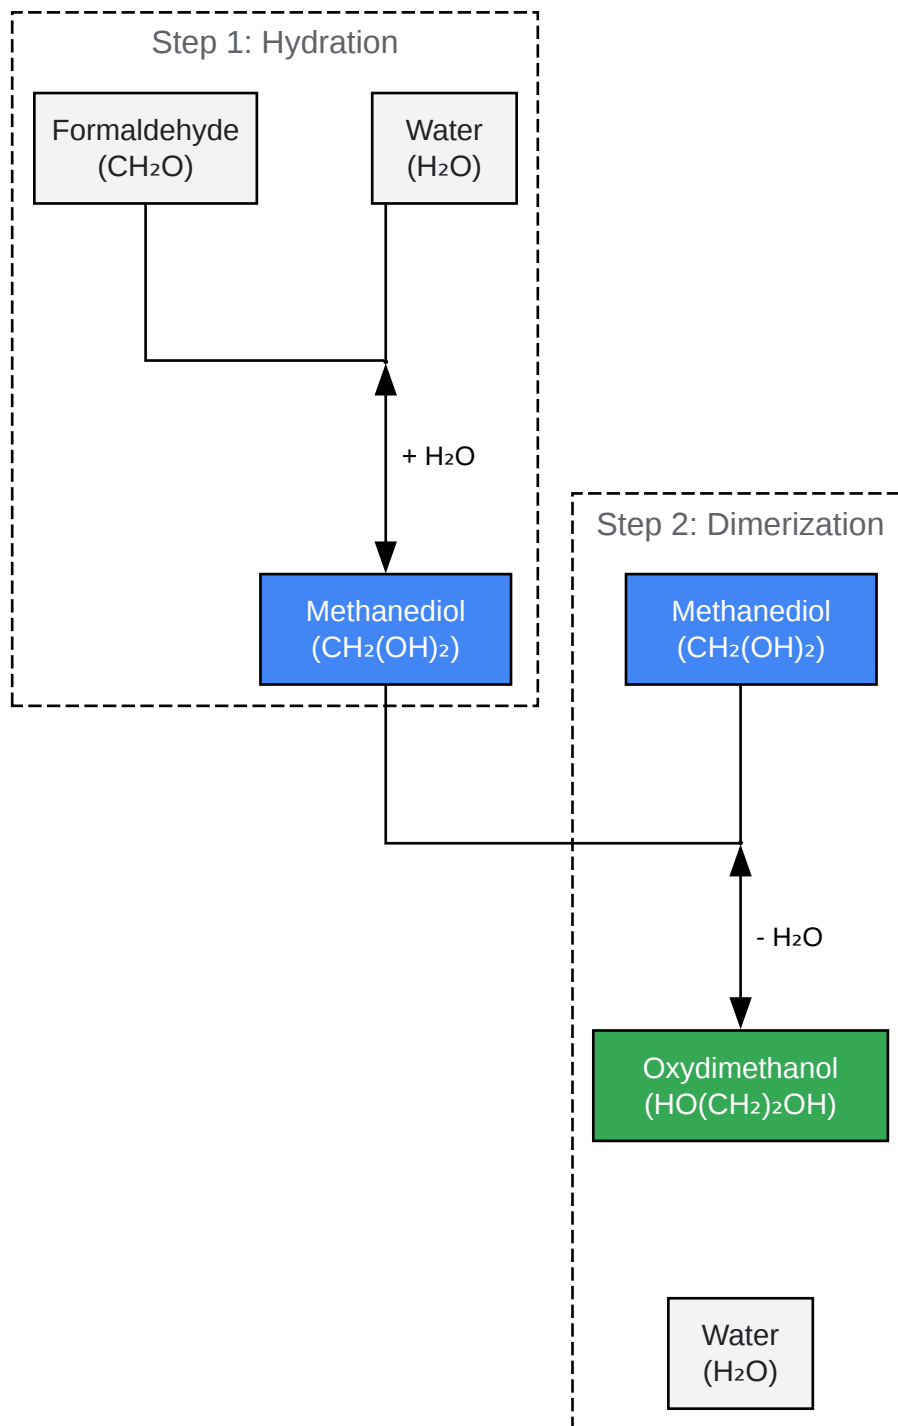 Step 1: Hydration
Formaldehyde
(CH₂O)
Water
(H₂O)
+ H₂O
Methanediol
(CH₂(OH)₂)
Step 2: Dimerization
Methanediol
(CH₂(OH)₂)
- H₂O
Oxydimethanol
(HO(CH₂)₂OH)
Water
(H₂O)